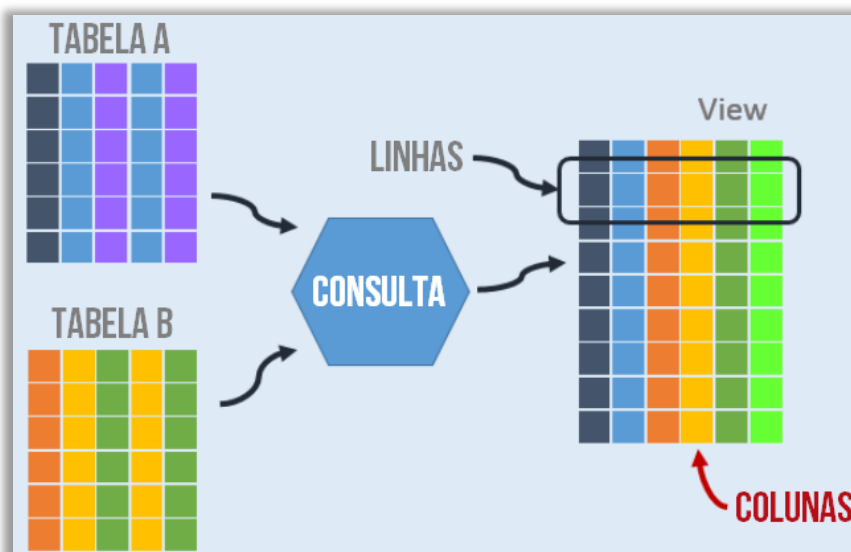 TABELA A
View
LINHAS
CONSULTA
TABELA B
COLUNAS